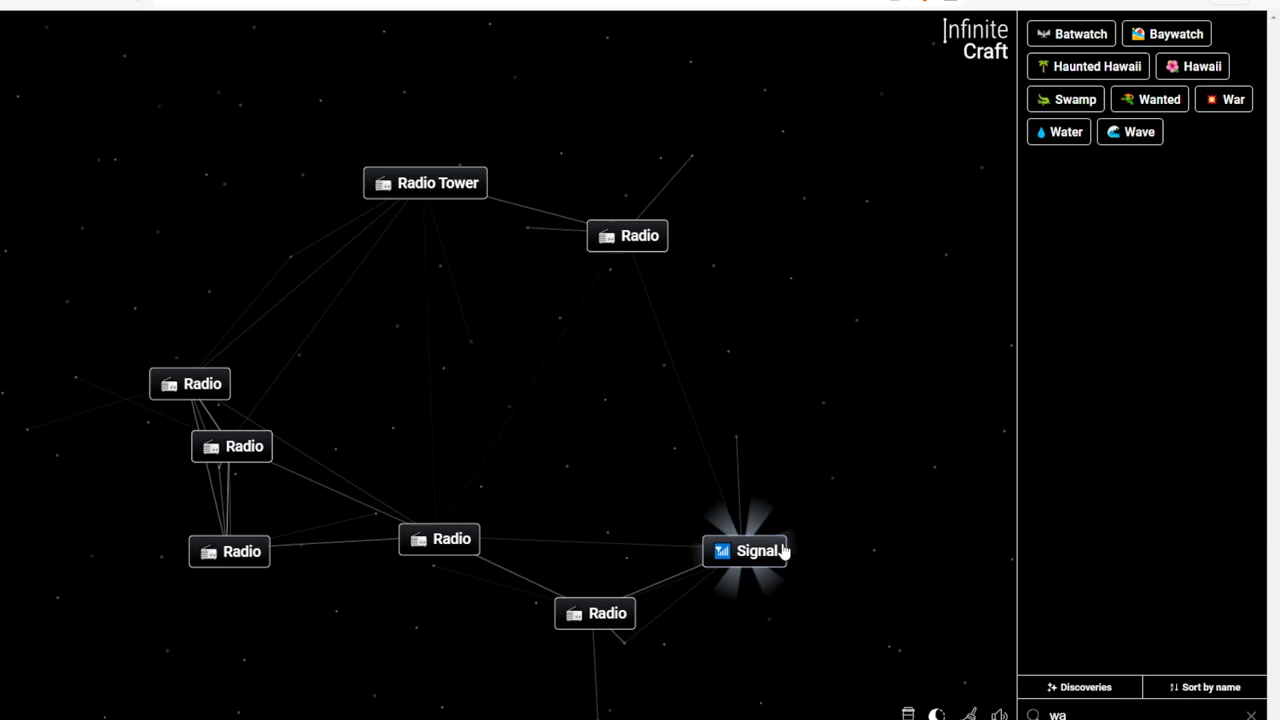 Infinite
Craft
Batwatch
Baywatch
Haunted Hawaii
Hawaii
Swamp
Wanted
War
Water
Wave
Radio Tower
Radio
Radio
Radio
Radio
Radio
Signal
Radio
Discoveries
Sort by name
wa